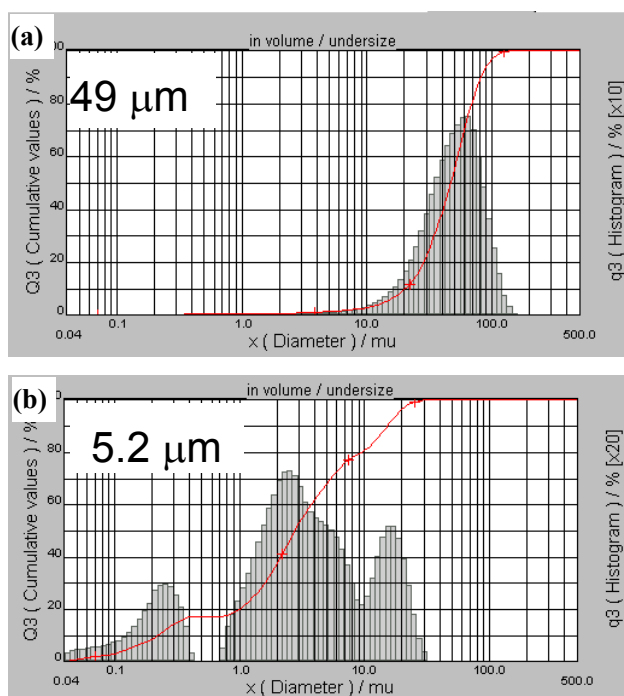 (a)
in volume / undersize
49 μm
Q3 ( Cumulative values ) / %
00
80
60
40
20
0
q3 ( Histogram ) / % [x10]
0.04 0.1 1.0 10.0 100.0 500.0
x ( Diameter ) / mu
(b)
in volume / undersize
5.2 μm
Q3 ( Cumulative values ) / %
00
80
60
40
20
0
q3 ( Histogram ) / % [x20]
0.04 0.1 1.0 10.0 100.0 500.0
x ( Diameter ) / mu